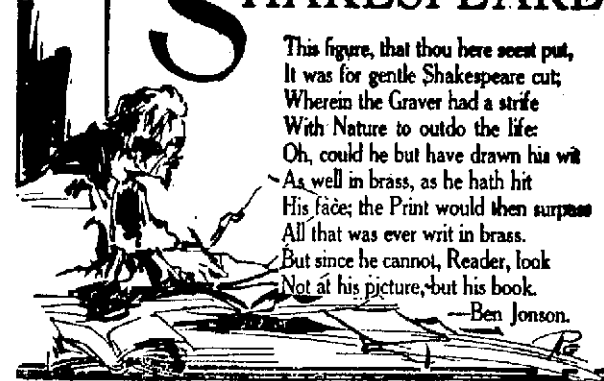 SHAKESPEARE
This figure, that thou here seest put,
It was for gentle Shakespeare cut;
Wherein the Graver had a strife
With Nature to outdo the life:
Oh, could he but have drawn his wit
As well in brass, as he hath hit
His face; the Print would then surpass
All that was ever writ in brass.
But since he cannot, Reader, look
Not at his picture, but his book.
—Ben Jonson.